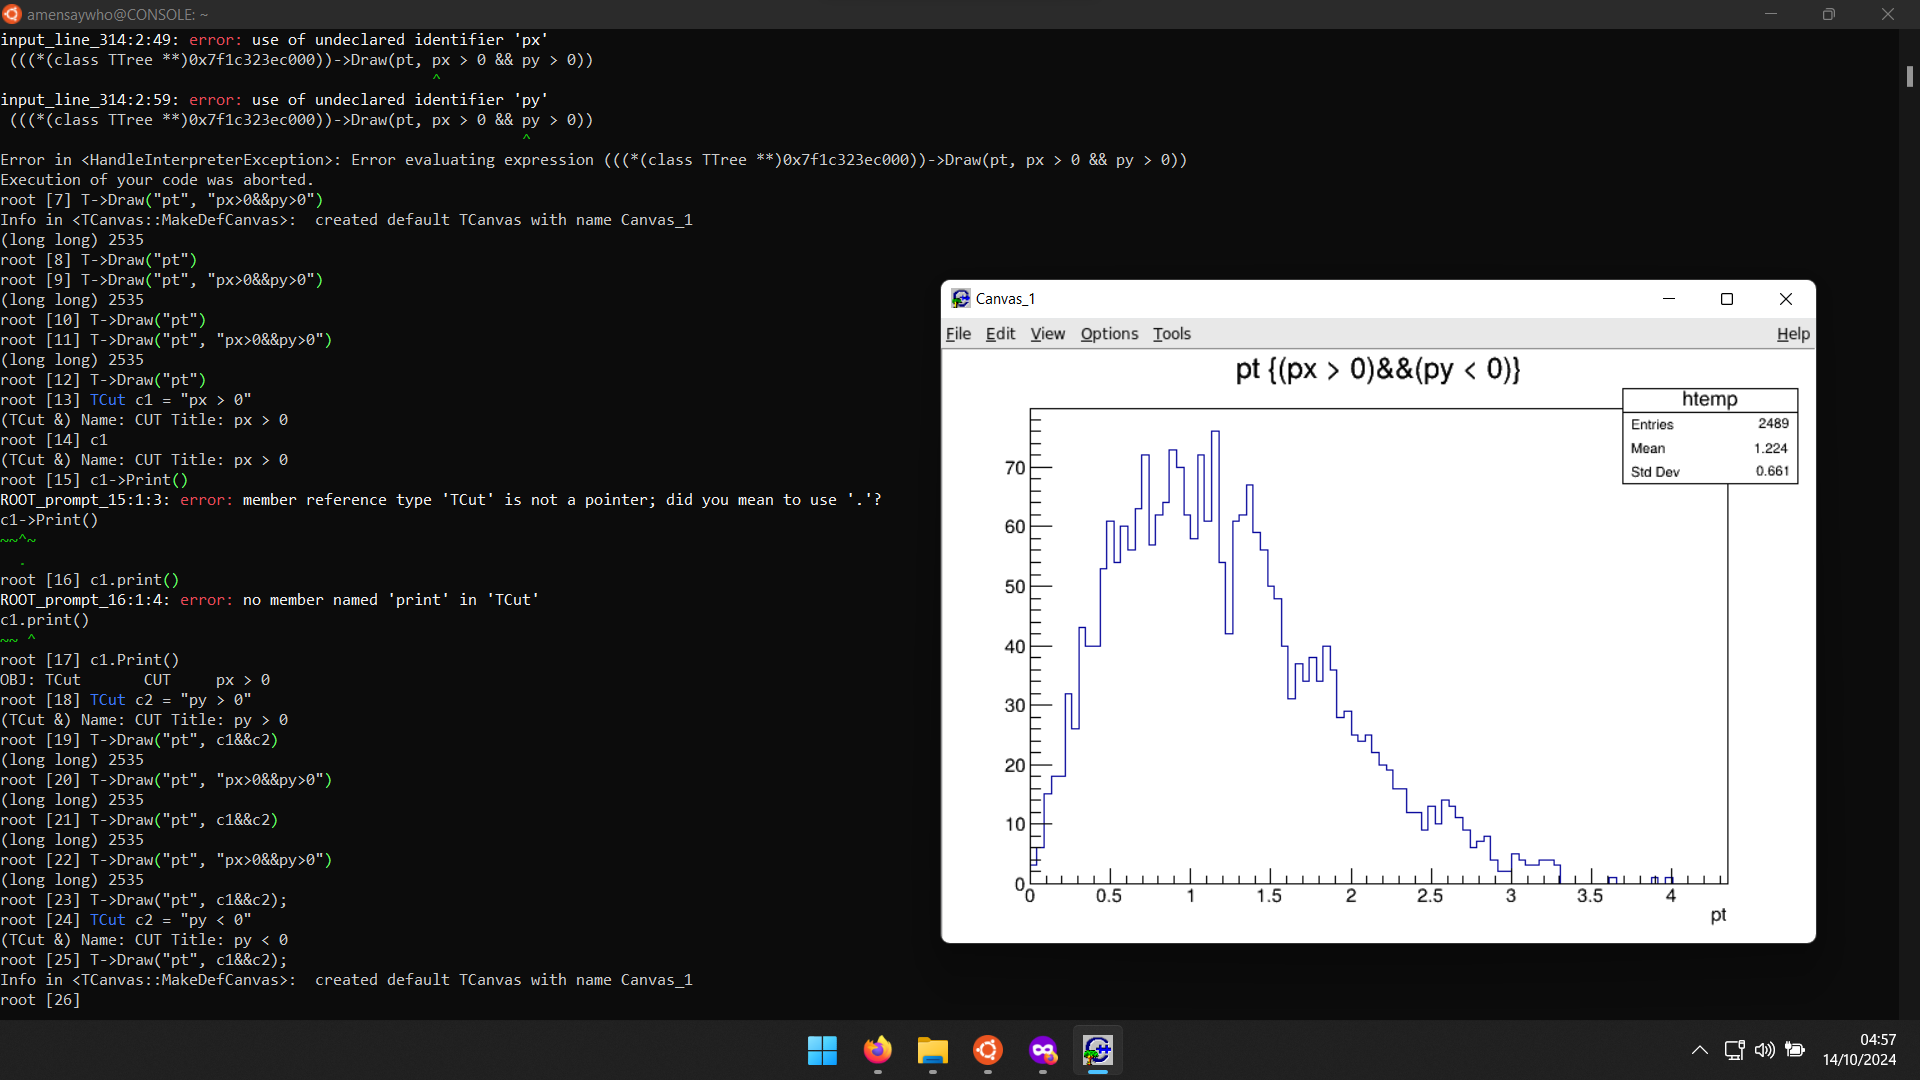 amensaywho@CONSOLE: ~
input_line_314:2:49: error: use of undeclared identifier 'px'
 (((*(class TTree **)0x7f1c323ec000))->Draw(pt, px > 0 && py > 0))
^
input_line_314:2:59: error: use of undeclared identifier 'py'
 (((*(class TTree **)0x7f1c323ec000))->Draw(pt, px > 0 && py > 0))
^
Error in <HandleInterpreterException>: Error evaluating expression (((*(class TTree **)0x7f1c323ec000))->Draw(pt, px > 0 && py > 0))
Execution of your code was aborted.
root [7] T->Draw("pt", "px>0&&py>0")
Info in <TCanvas::MakeDefCanvas>:  created default TCanvas with name Canvas_1
(long long) 2535
root [8] T->Draw("pt")
root [9] T->Draw("pt", "px>0&&py>0")
(long long) 2535
root [10] T->Draw("pt")
root [11] T->Draw("pt", "px>0&&py>0")
(long long) 2535
root [12] T->Draw("pt")
root [13] TCut c1 = "px > 0"
(TCut &) Name: CUT Title: px > 0
root [14] c1
(TCut &) Name: CUT Title: px > 0
root [15] c1->Print()
ROOT_prompt_15:1:3: error: member reference type 'TCut' is not a pointer; did you mean to use '.'?
c1->Print()
~~^~
  .
root [16] c1.print()
ROOT_prompt_16:1:4: error: no member named 'print' in 'TCut'
c1.print()
~~ ^
root [17] c1.Print()
OBJ: TCut       CUT     px > 0
root [18] TCut c2 = "py > 0"
(TCut &) Name: CUT Title: py > 0
root [19] T->Draw("pt", c1&&c2)
(long long) 2535
root [20] T->Draw("pt", "px>0&&py>0")
(long long) 2535
root [21] T->Draw("pt", c1&&c2)
(long long) 2535
root [22] T->Draw("pt", "px>0&&py>0")
(long long) 2535
root [23] T->Draw("pt", c1&&c2);
root [24] TCut c2 = "py < 0"
(TCut &) Name: CUT Title: py < 0
root [25] T->Draw("pt", c1&&c2);
Info in <TCanvas::MakeDefCanvas>:  created default TCanvas with name Canvas_1
root [26]
Canvas_1
File Edit View Options Tools Help
pt {(px > 0)&&(py < 0)}
htemp
Entries 2489
Mean 1.224
Std Dev 0.661
70
60
50
40
30
20
10
0
0 0.5 1 1.5 2 2.5 3 3.5 4
pt
04:57
14/10/2024